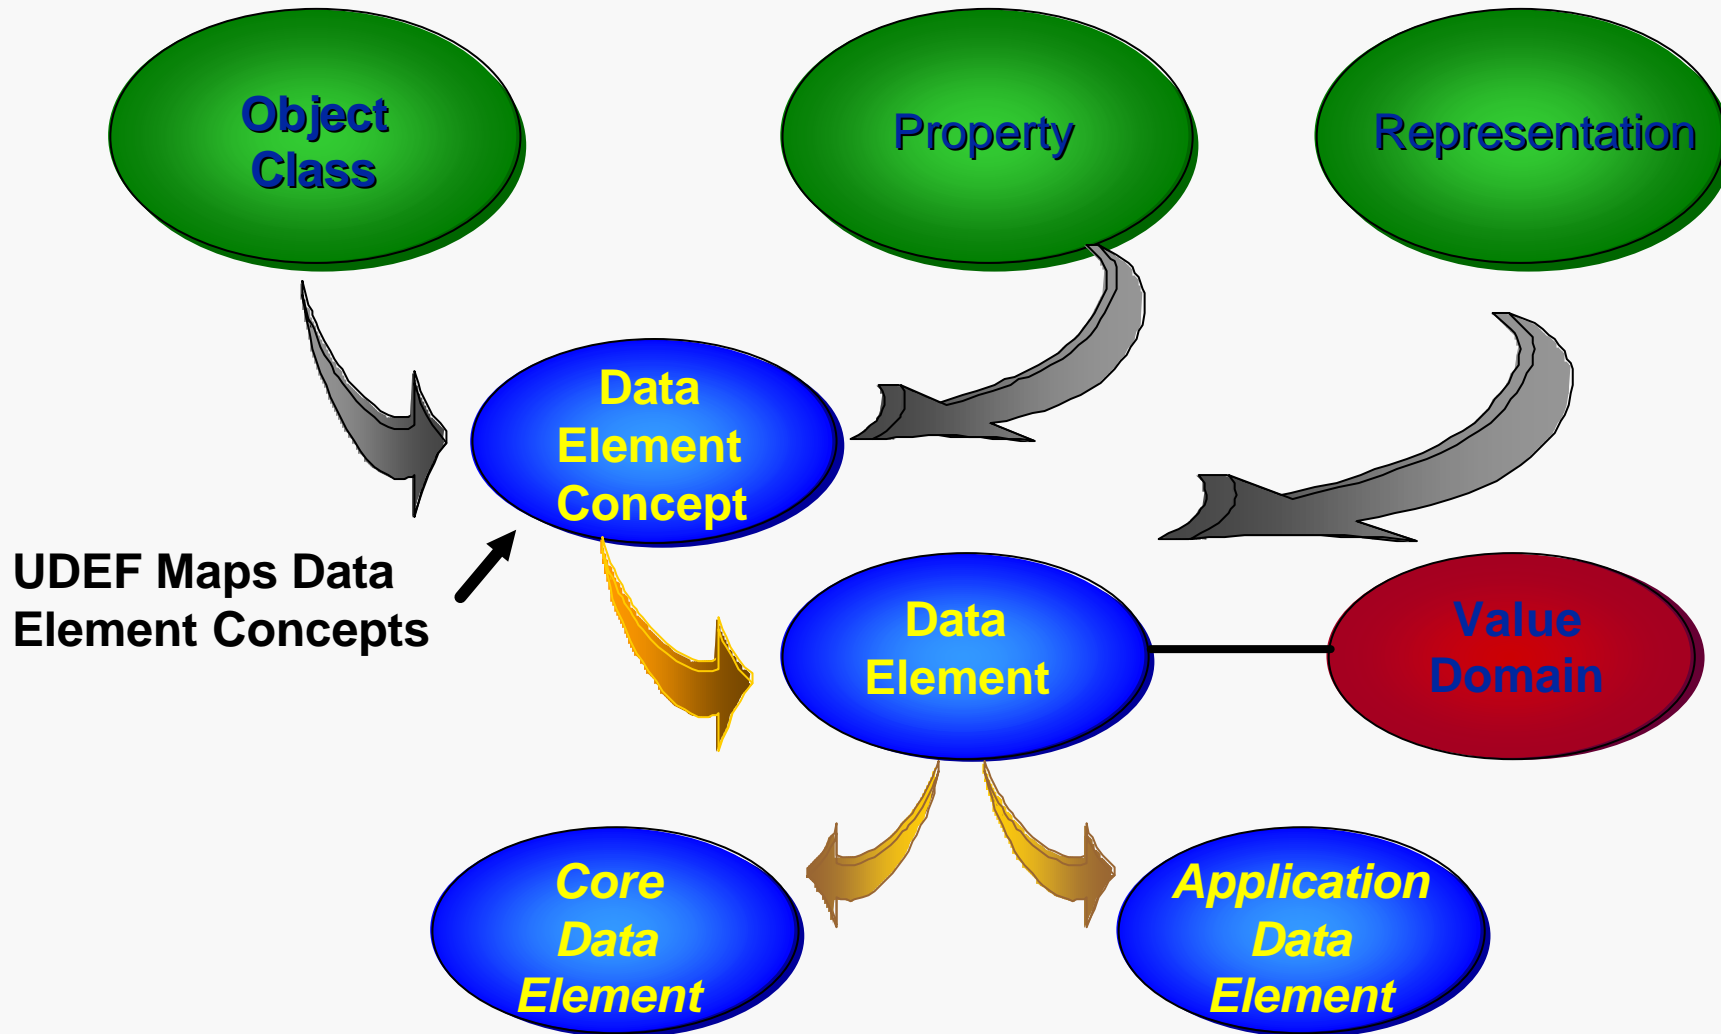 Object
Class
Property
Representation
Data
Element
Concept
UDEF Maps Data
Element Concepts
Data
Element
Value
Domain
Core
Data
Element
Application
Data
Element